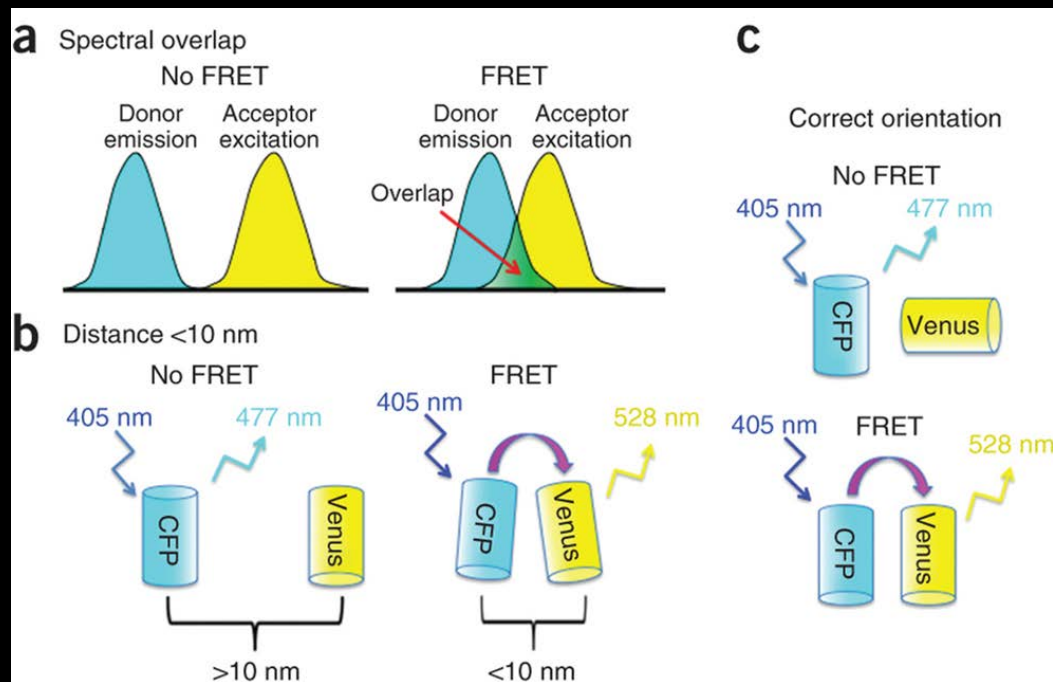 a Spectral overlap
No FRET
Donor
emission
Acceptor
excitation
FRET
Donor
emission
Acceptor
excitation
Overlap
b Distance <10 nm
No FRET
405 nm
477 nm
CFP
Venus
>10 nm
FRET
405 nm
528 nm
CFP
Venus
<10 nm
c
Correct orientation
No FRET
405 nm
477 nm
CFP
Venus
405 nm
FRET
528 nm
CFP
Venus